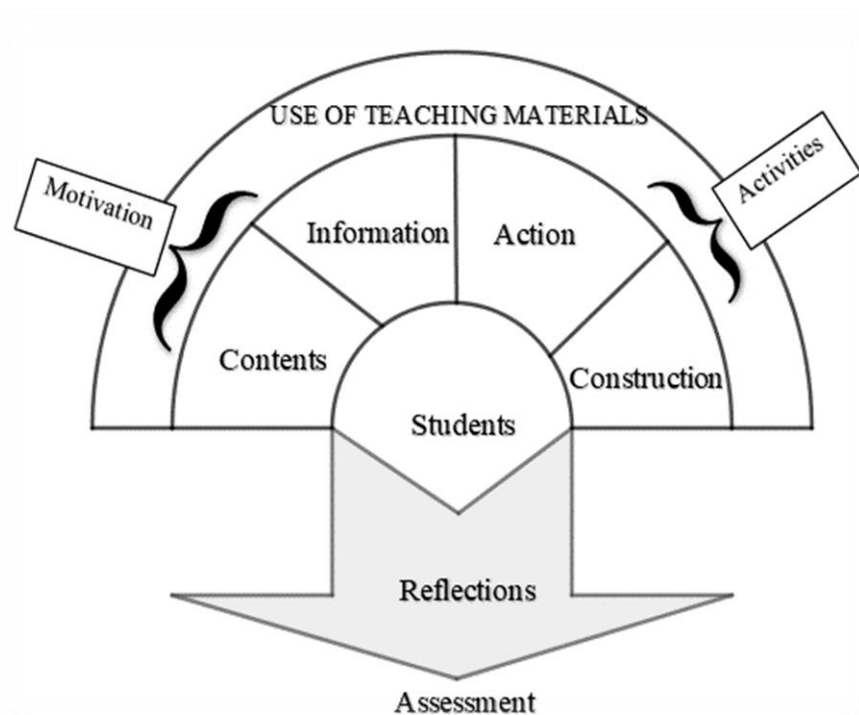 USE OF TEACHING MATERIALS
Motivation
Activities
Information
Action
Contents
Construction
Students
Reflections
Assessment